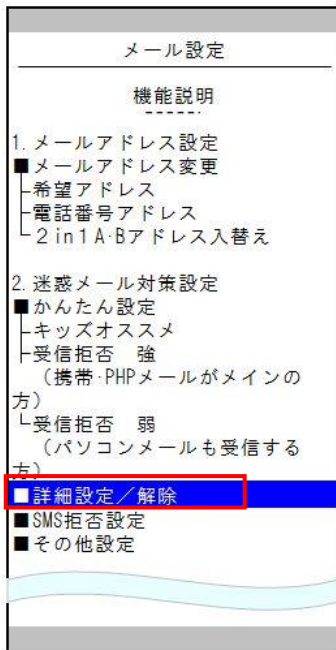 メール設定
機能説明
1.メールアドレス設定
■メールアドレス変更
├希望アドレス
├電話番号アドレス
└2in1A·Bアドレス入替え
2.迷惑メール対策設定
■かんたん設定
├キッズオススメ
├受信拒否 強
(携帯·PHPメールがメインの
方)
└受信拒否 弱
(パソコンメールも受信する
方)
■詳細設定／解除
■SMS拒否設定
■その他設定